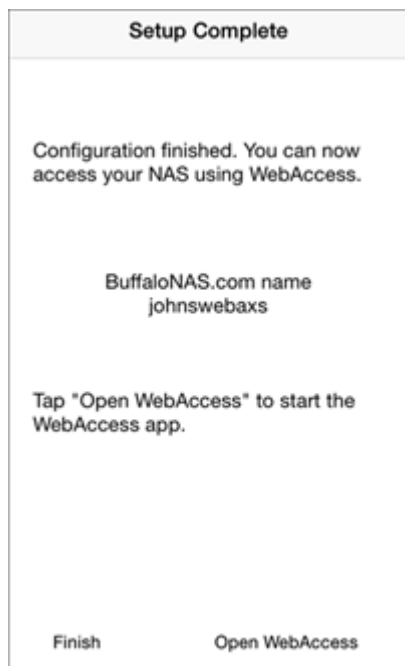 Setup Complete
Configuration finished. You can now
access your NAS using WebAccess.
BuffaloNAS.com name
johnswebaxs
Tap "Open WebAccess" to start the
WebAccess app.
Finish Open WebAccess